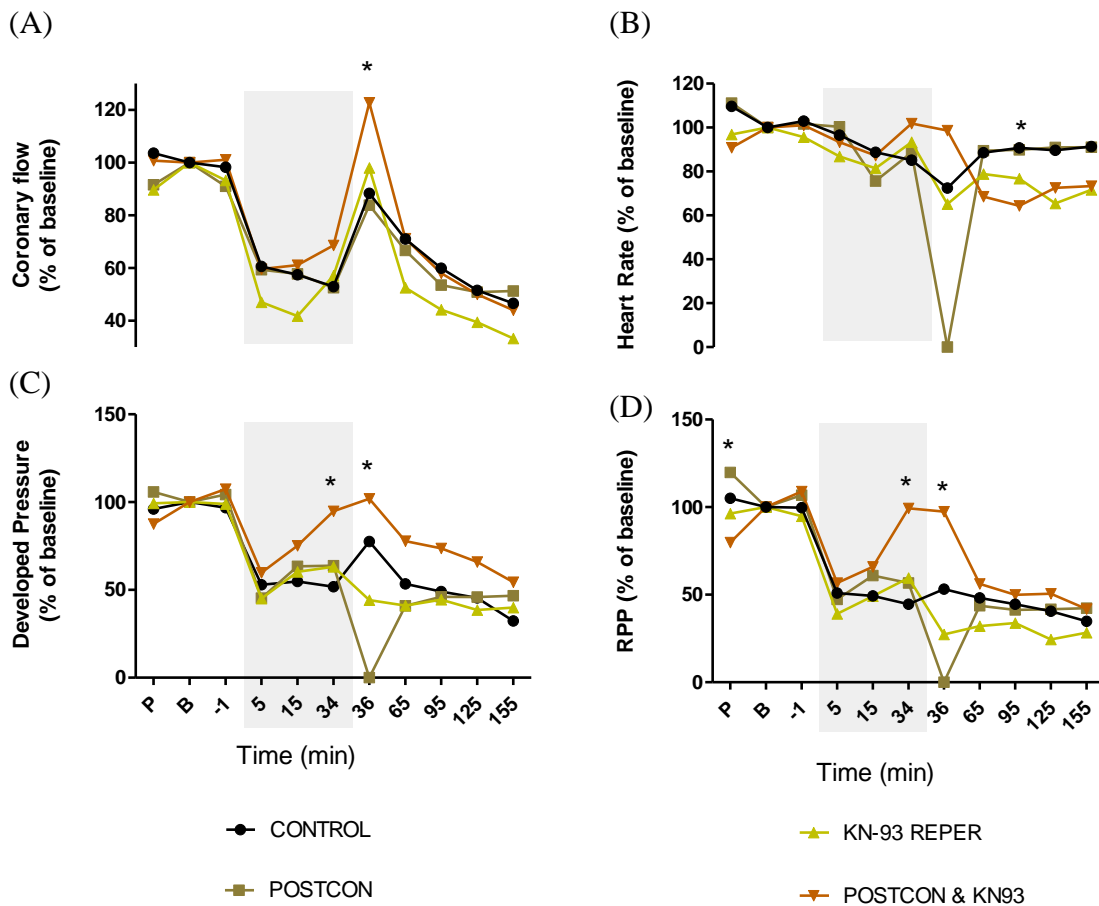 (A)
*
Coronary flow
(% of baseline)
120
100
80
60
40
(B)
*
Heart Rate (% of baseline)
120
100
80
60
40
20
0
(C)
* *
Developed Pressure
(% of baseline)
150
100
50
0
P B -1 5 15 34 36 65 95 125 155
Time (min)
(D)
* * *
RPP (% of baseline)
150
100
50
0
P B -1 5 15 34 36 65 95 125 155
Time (min)
CONTROL
KN-93 REPER
POSTCON
POSTCON & KN93